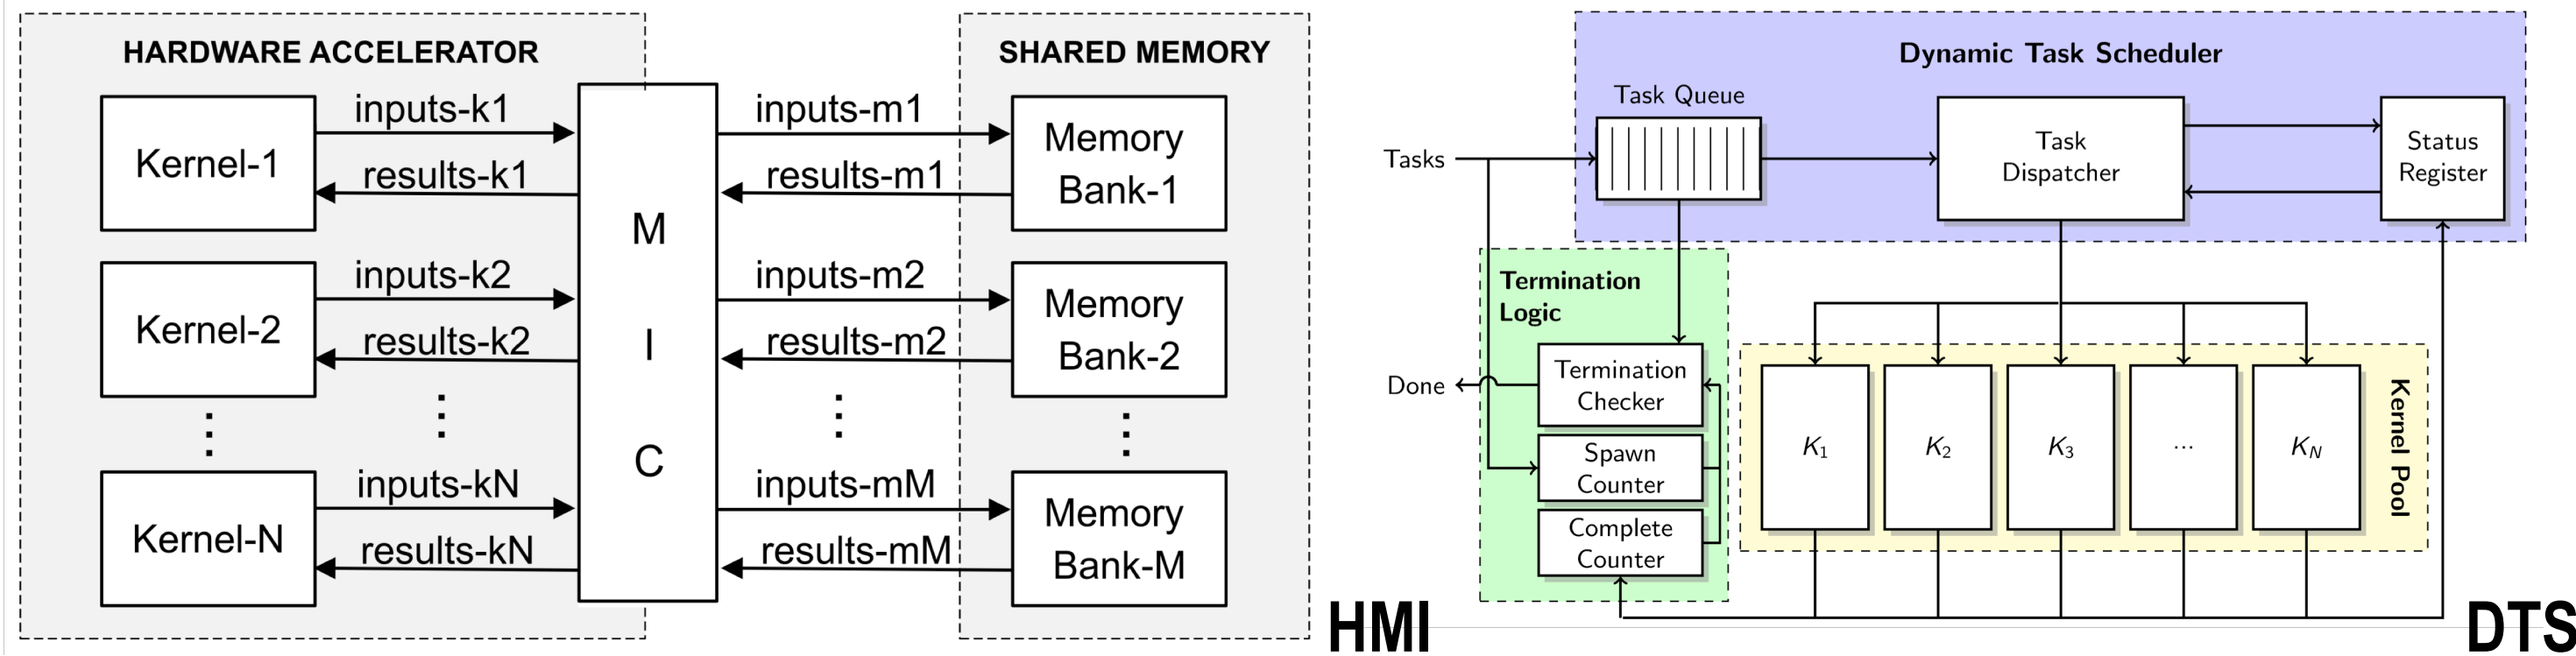 HARDWARE ACCELERATOR
SHARED MEMORY
Kernel-1
inputs-k1
results-k1
Kernel-2
inputs-k2
results-k2
⋮
⋮
Kernel-N
inputs-kN
results-kN
M
I
C
inputs-m1
results-m1
inputs-m2
results-m2
⋮
inputs-mM
results-mM
Memory
Bank-1
Memory
Bank-2
⋮
Memory
Bank-M
HMI
Dynamic Task Scheduler
Task Queue
Tasks
Task
Dispatcher
Status
Register
Termination
Logic
Termination
Checker
Done
Spawn
Counter
Complete
Counter
K1
K2
K3
...
KN
Kernel Pool
DTS